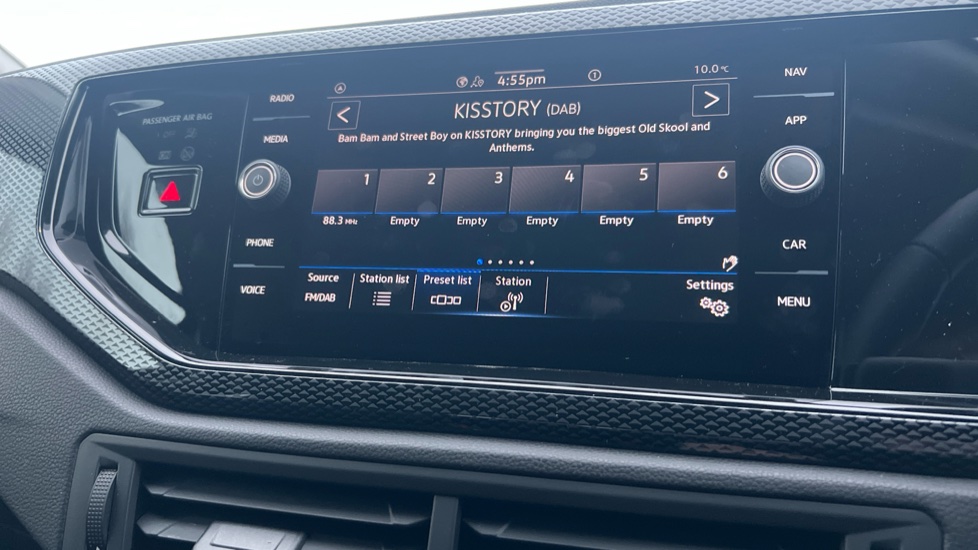 4:55pm
10.0°C
RADIO
NAV
KISSTORY (DAB)
< >
PASSENGER AIR BAG
OFF
MEDIA
APP
Bam Bam and Street Boy on KISSTORY bringing you the biggest Old Skool and
Anthems.
1 2 3 4 5 6
88.3 MHz Empty Empty Empty Empty Empty
PHONE
CAR
VOICE
MENU
Source Station list Preset list Station Settings
FM/DAB